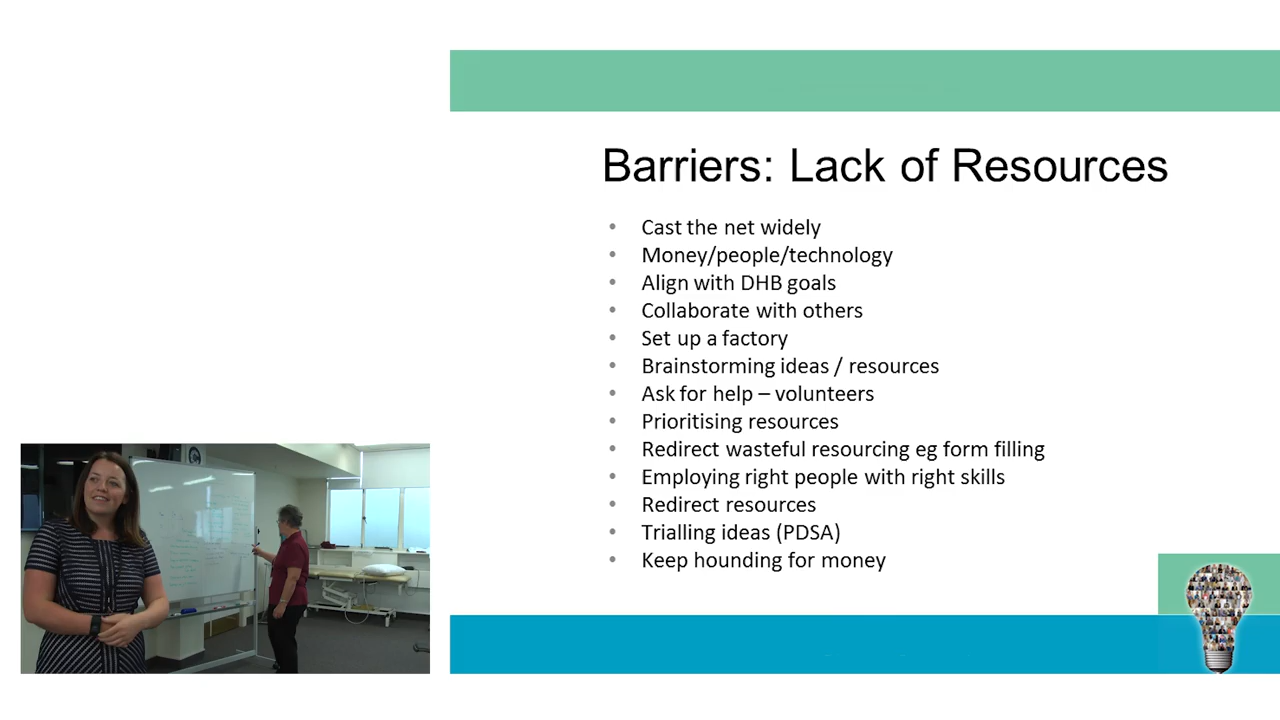 Barriers: Lack of Resources
• Cast the net widely
• Money/people/technology
• Align with DHB goals
• Collaborate with others
• Set up a factory
• Brainstorming ideas / resources
• Ask for help – volunteers
• Prioritising resources
• Redirect wasteful resourcing eg form filling
• Employing right people with right skills
• Redirect resources
• Trialling ideas (PDSA)
• Keep hounding for money